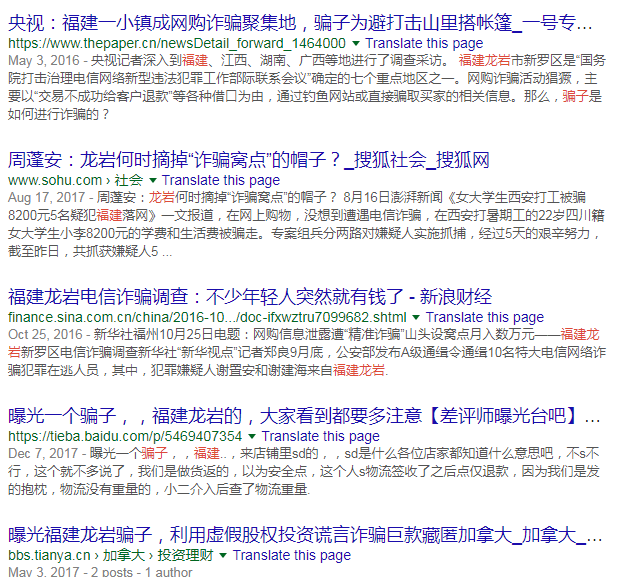 央视：福建一小镇成网购诈骗聚集地，骗子为避打击山里搭帐篷_一号专...
https://www.thepaper.cn/newsDetail_forward_1464000 ▼ Translate this page
May 3, 2016 - 央视记者深入到福建、江西、湖南、广西等地进行了调查采访。 福建龙岩市新罗区是“国务
院打击治理电信网络新型违法犯罪工作部际联系会议”确定的七个重点地区之一。网购诈骗活动猖獗，主
要以“交易不成功给客户退款”等各种借口为由，通过钓鱼网站或直接骗取买家的相关信息。那么，骗子是
如何进行诈骗的？
周蓬安：龙岩何时摘掉“诈骗窝点”的帽子？_搜狐社会_搜狐网
www.sohu.com › 社会 ▼ Translate this page
Aug 17, 2017 - 周蓬安：龙岩何时摘掉“诈骗窝点”的帽子？ 8月16日澎湃新闻《女大学生西安打工被骗
8200元5名疑犯福建落网》一文报道，在网上购物，没想到遭遇电信诈骗，在西安打暑期工的22岁四川籍
女大学生小李8200元的学费和生活费被骗走。专案组兵分两路对嫌疑人实施抓捕，经过5天的艰辛努力，
截至昨日，共抓获嫌疑人5 ...
福建龙岩电信诈骗调查：不少年轻人突然就有钱了 - 新浪财经
finance.sina.com.cn/china/2016-10.../doc-ifxwztru7099682.shtml ▼ Translate this page
Oct 25, 2016 - 新华社福州10月25日电题：网购信息泄露遭“精准诈骗”山头设窝点月入数万元——福建龙
岩新罗区电信诈骗调查新华社“新华视点”记者郑良9月底，公安部发布A级通缉令通缉10名特大电信网络诈
骗犯罪在逃人员，其中，犯罪嫌疑人谢置安和谢建海来自福建龙岩.
曝光一个骗子，，福建龙岩的，大家看到都要多注意【差评师曝光台吧】...
https://tieba.baidu.com/p/5469407354 ▼ Translate this page
Dec 7, 2017 - 曝光一个骗子，，福建..，来店铺里sd的，，sd是什么各位店家都知道什么意思吧，不s不
行，这个就不多说了，我们是做货返的，以为安全点，这个人s物流签收了之后点仅退款，因为我们是发
的抱枕，物流没有重量的，小二介入后查了物流重量.
曝光福建龙岩骗子，利用虚假股权投资谎言诈骗巨款藏匿加拿大_加拿大_...
bbs.tianya.cn › 加拿大 › 投资理财 ▼ Translate this page
May 3, 2017 - 2 posts - 1 author